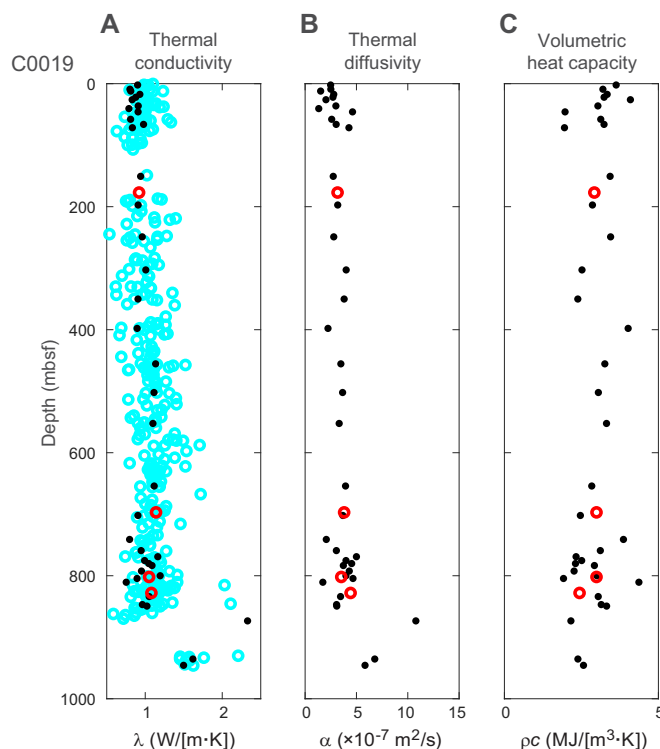 A
B
C
C0019
Thermal
conductivity
Thermal
diffusivity
Volumetric
heat capacity
0
200
400
600
800
1000
Depth (mbsf)
1
2
0
5
10
15
0
5
λ (W/[m·K])
α (×10⁻⁷ m²/s)
ρc (MJ/[m³·K])